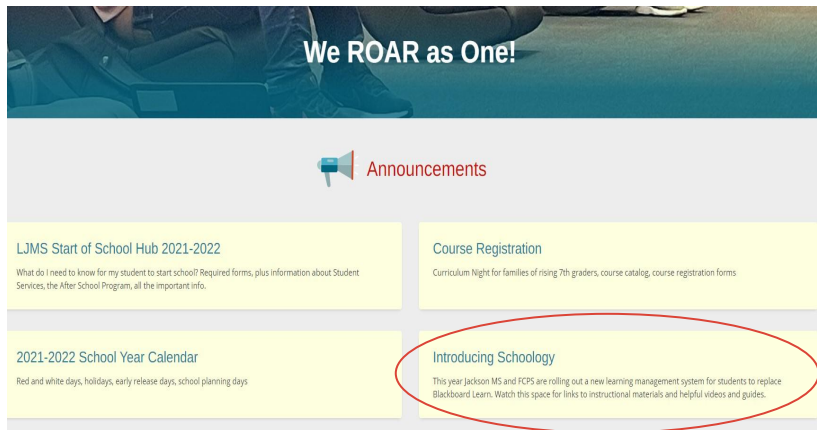 We ROAR as One!
Announcements
LJMS Start of School Hub 2021-2022
What do I need to know for my student to start school? Required forms, plus information about Student
Services, the After School Program, all the important info.
Course Registration
Curriculum Night for families of rising 7th graders, course catalog, course registration forms
2021-2022 School Year Calendar
Red and white days, holidays, early release days, school planning days
Introducing Schoology
This year Jackson MS and FCPS are rolling out a new learning management system for students to replace
Blackboard Learn. Watch this space for links to instructional materials and helpful videos and guides.